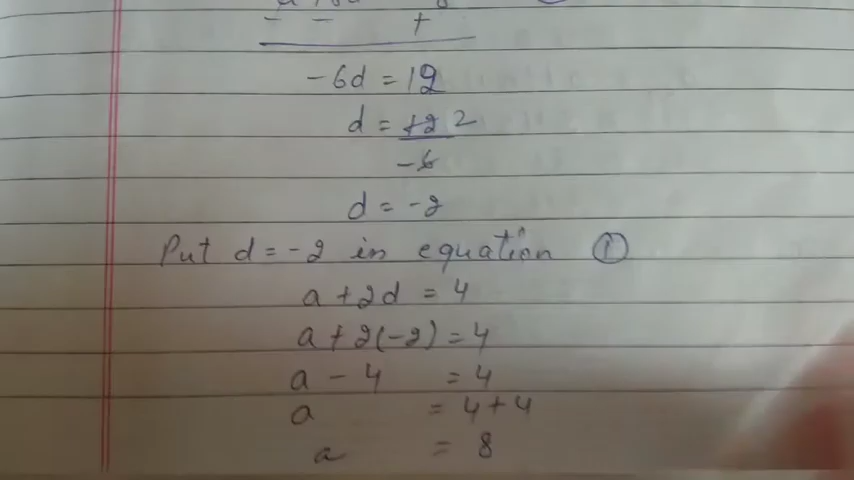 - -    +
-6d = 12
d = 12 2
-6
d = -2
Put d = -2 in equation ①
a + 2d = 4
a + 2(-2) = 4
a - 4 = 4
a = 4 + 4
a = 8